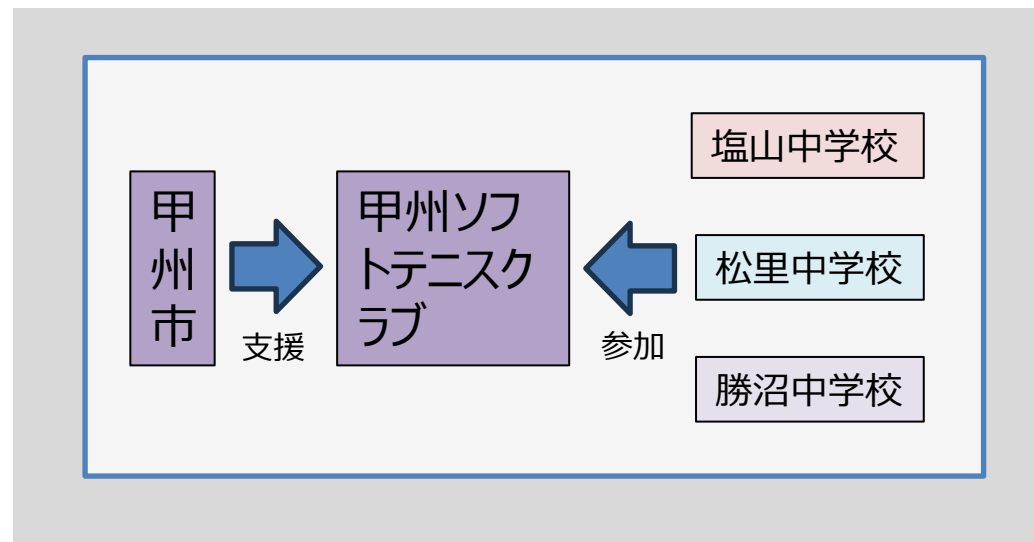 甲
州
市
支援
甲州ソフ
トテニスク
ラブ
参加
塩山中学校
松里中学校
勝沼中学校